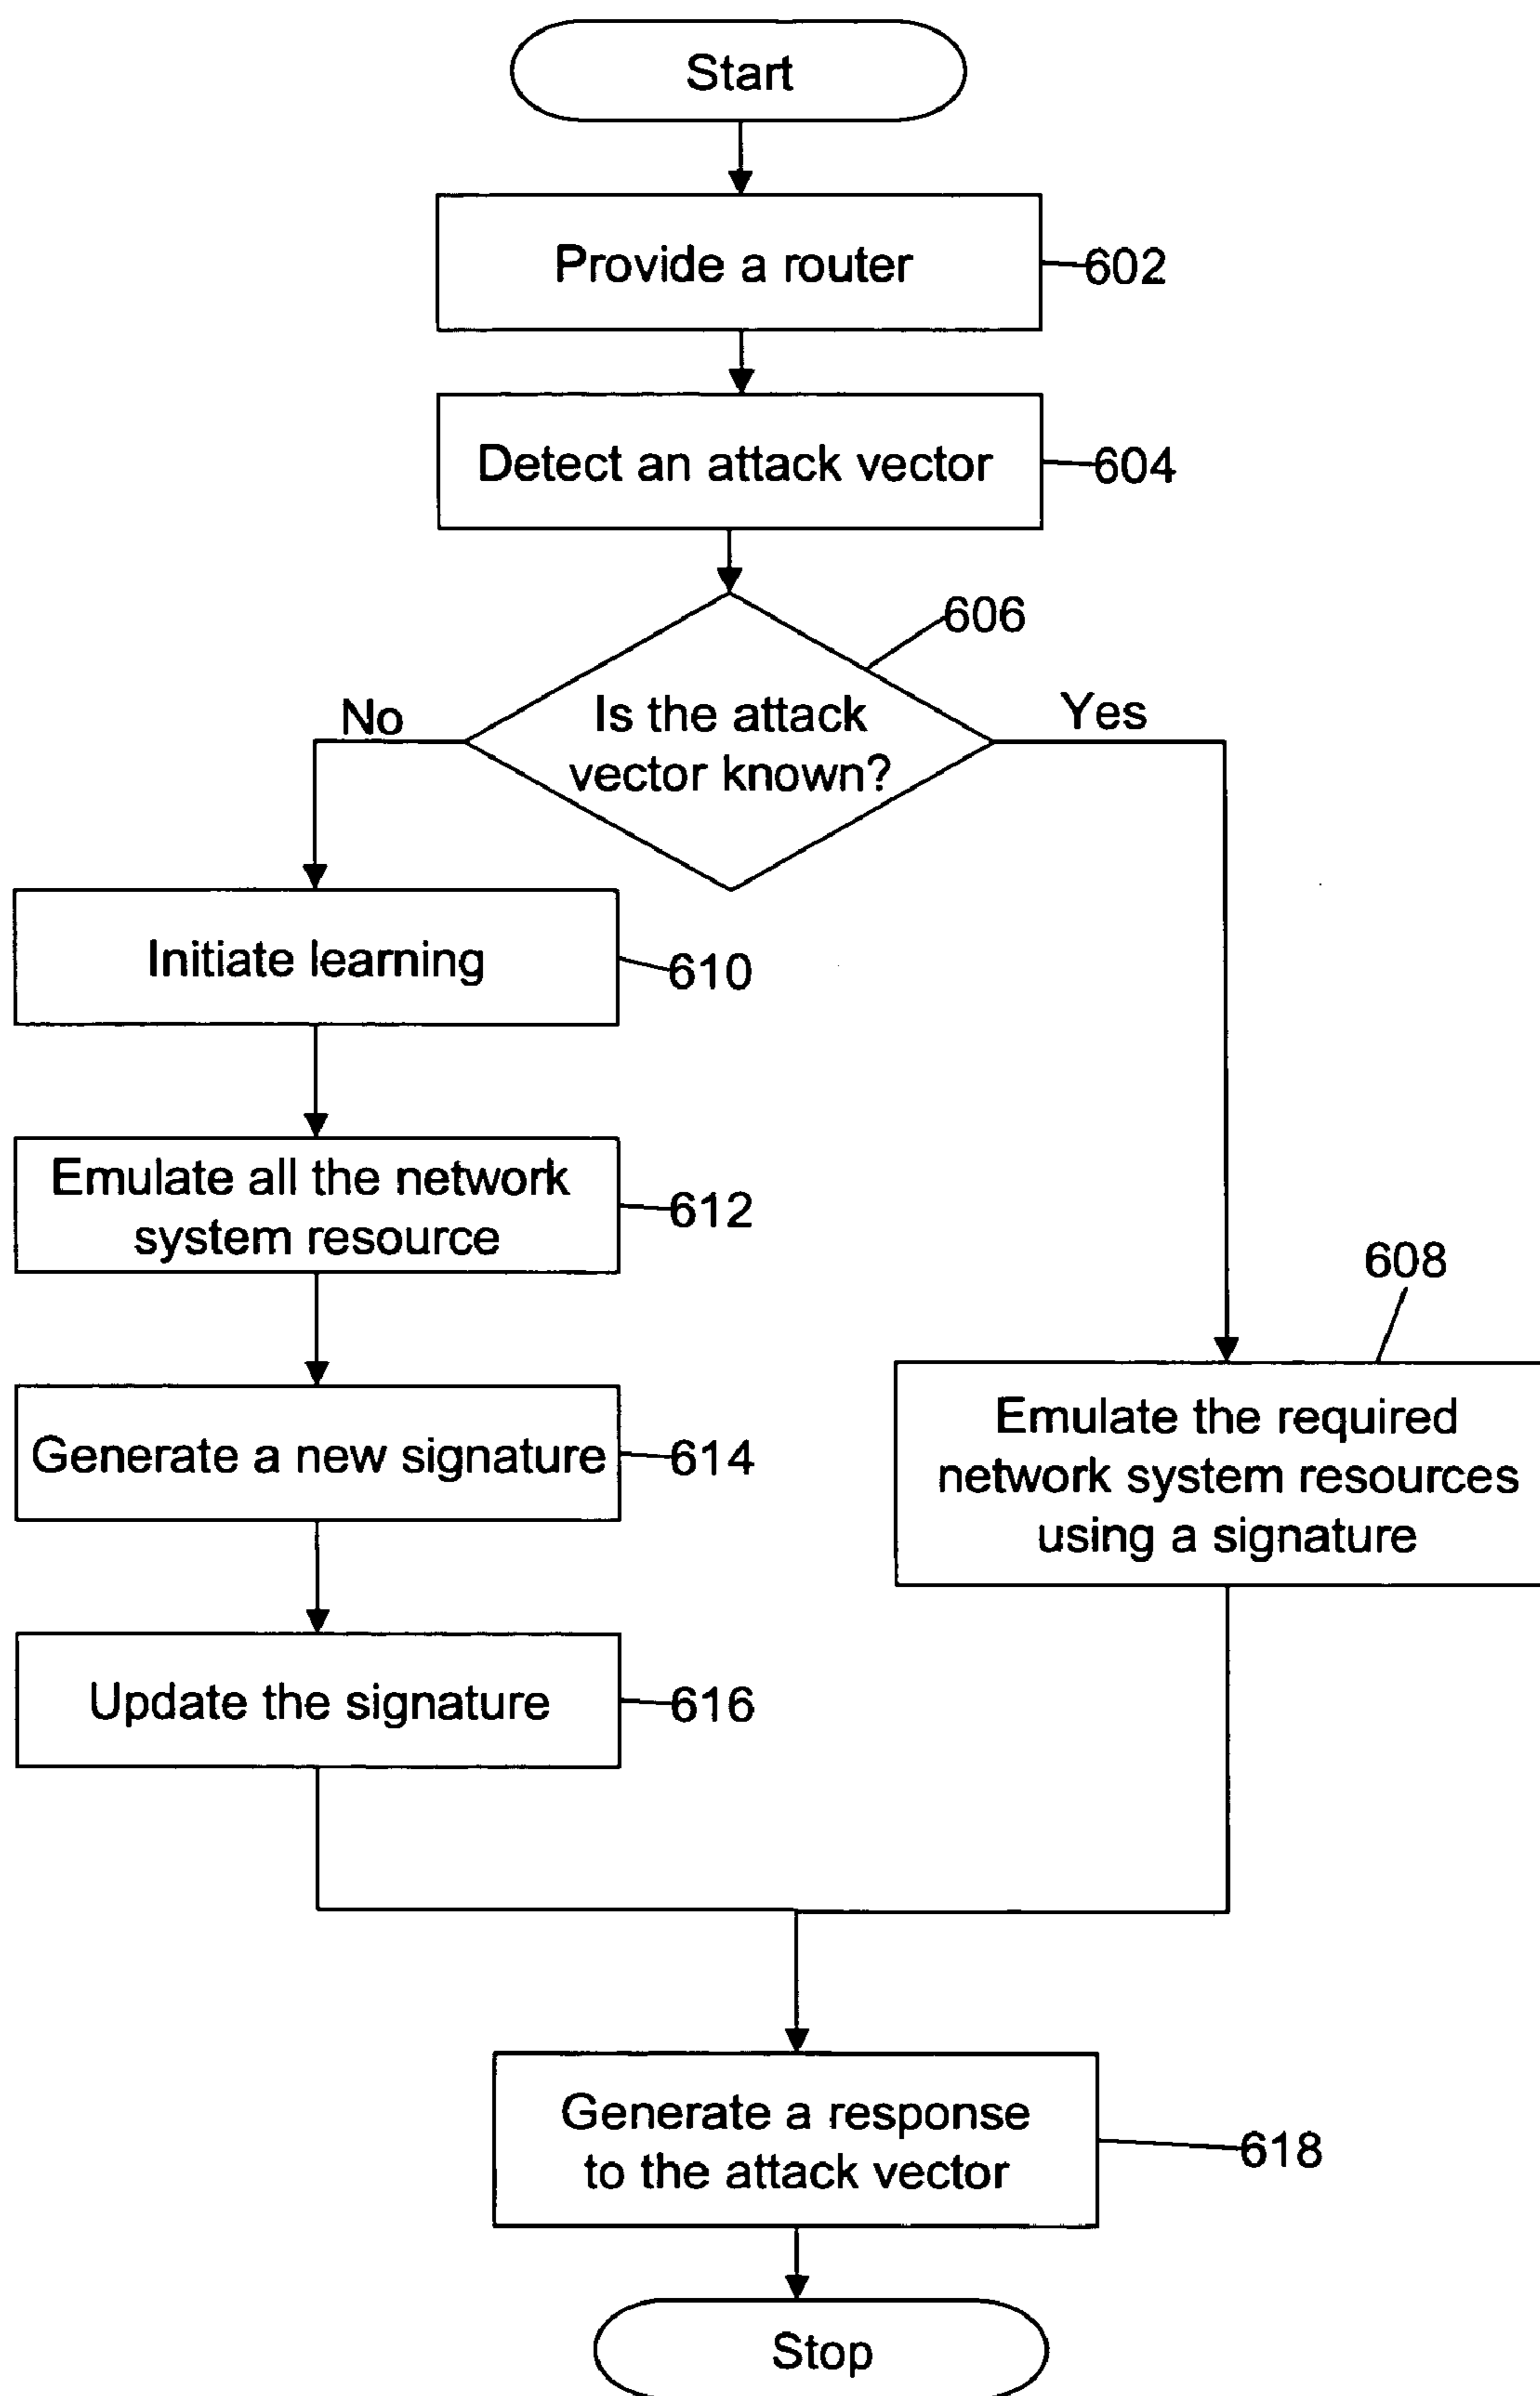 Start
Provide a router
602
Detect an attack vector
604
606
Is the attack
vector known?
No
Yes
Initiate learning
610
Emulate all the network
system resource
612
608
Emulate the required
network system resources
using a signature
Generate a new signature
614
Update the signature
616
Generate a response
to the attack vector
618
Stop